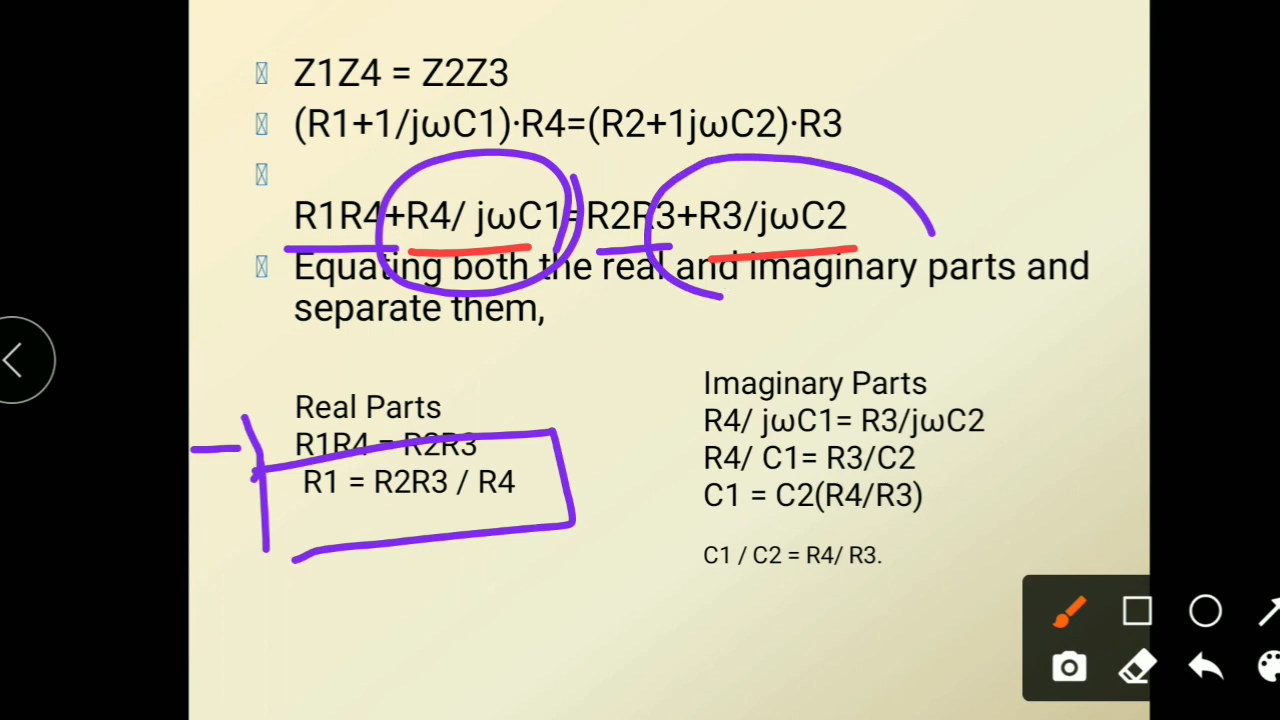 Z1Z4 = Z2Z3
(R1+1/jωC1)·R4=(R2+1jωC2)·R3
R1R4+R4/ jωC1=R2R3+R3/jωC2
Equating both the real and imaginary parts and
separate them,
Real Parts
R1R4 = R2R3
R1 = R2R3 / R4
Imaginary Parts
R4/ jωC1= R3/jωC2
R4/ C1= R3/C2
C1 = C2(R4/R3)
C1 / C2 = R4/ R3.